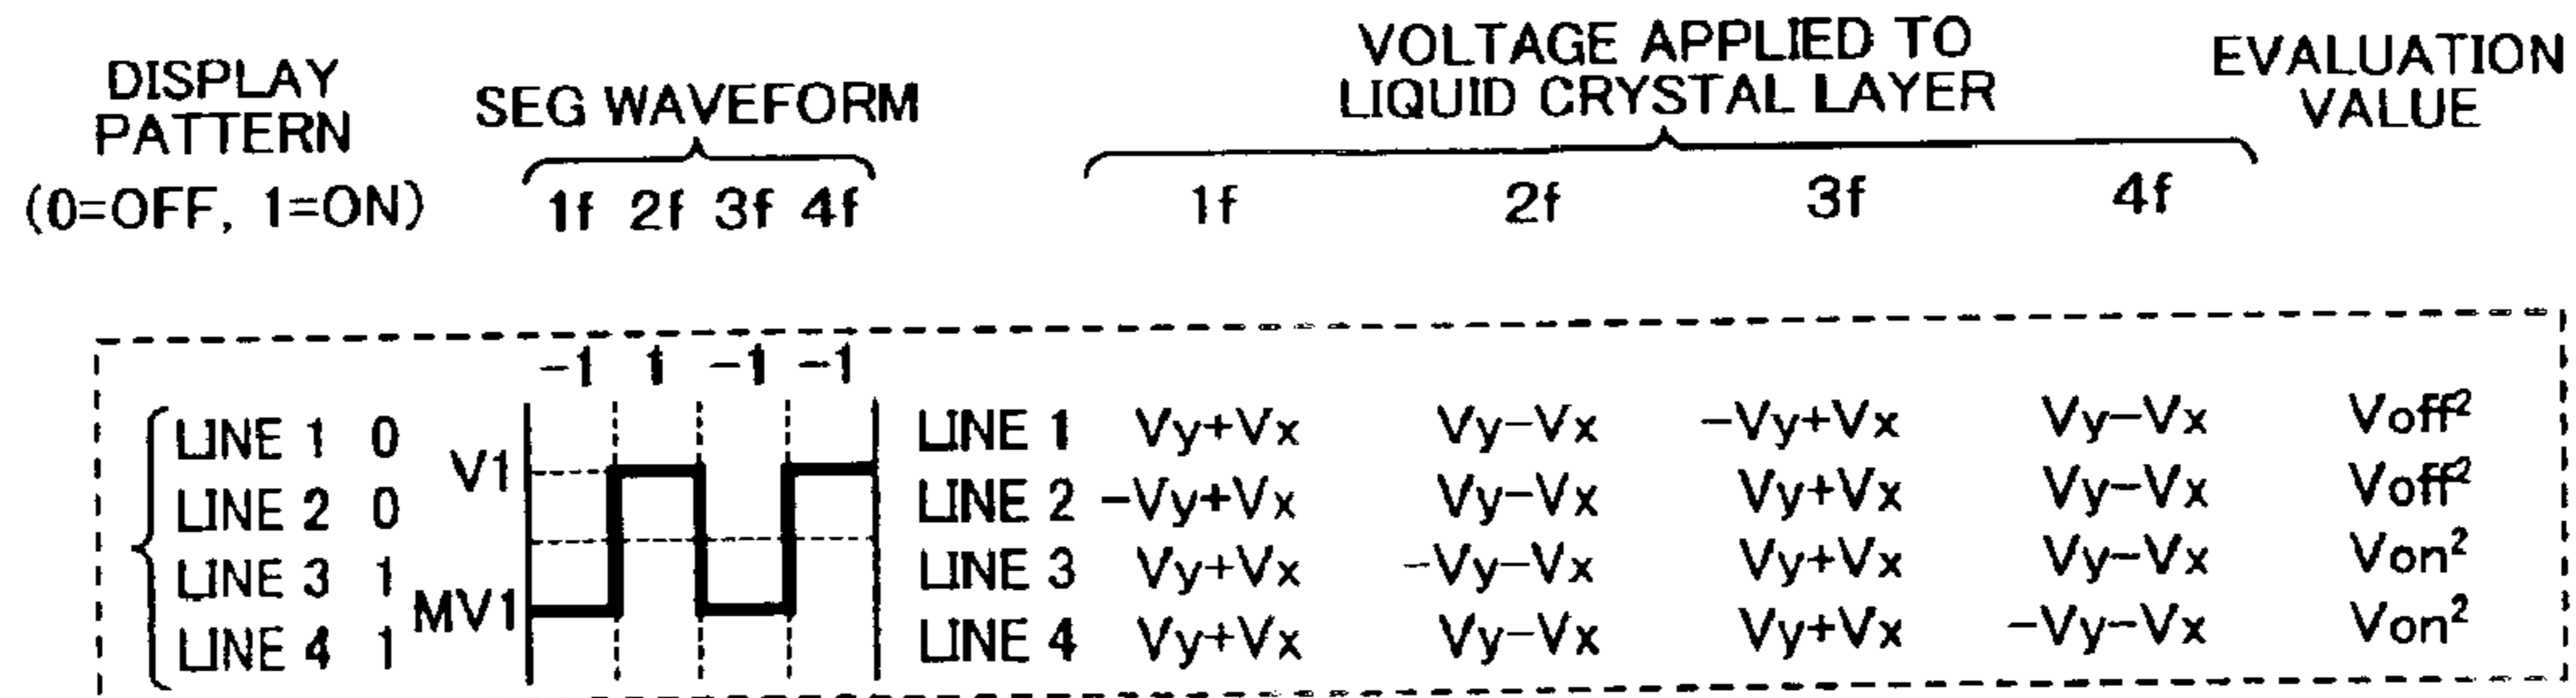 DISPLAY PATTERN
(0=OFF, 1=ON)
SEG WAVEFORM
1f 2f 3f 4f
VOLTAGE APPLIED TO
LIQUID CRYSTAL LAYER
1f 2f 3f 4f
EVALUATION
VALUE
-1 1 -1 -1
LINE 1 0
LINE 2 0
LINE 3 1
LINE 4 1
V1
MV1
LINE 1 Vy+Vx Vy-Vx -Vy+Vx Vy-Vx Voff²
LINE 2 -Vy+Vx Vy-Vx Vy+Vx Vy-Vx Voff²
LINE 3 Vy+Vx -Vy-Vx Vy+Vx Vy-Vx Von²
LINE 4 Vy+Vx Vy-Vx Vy+Vx -Vy-Vx Von²